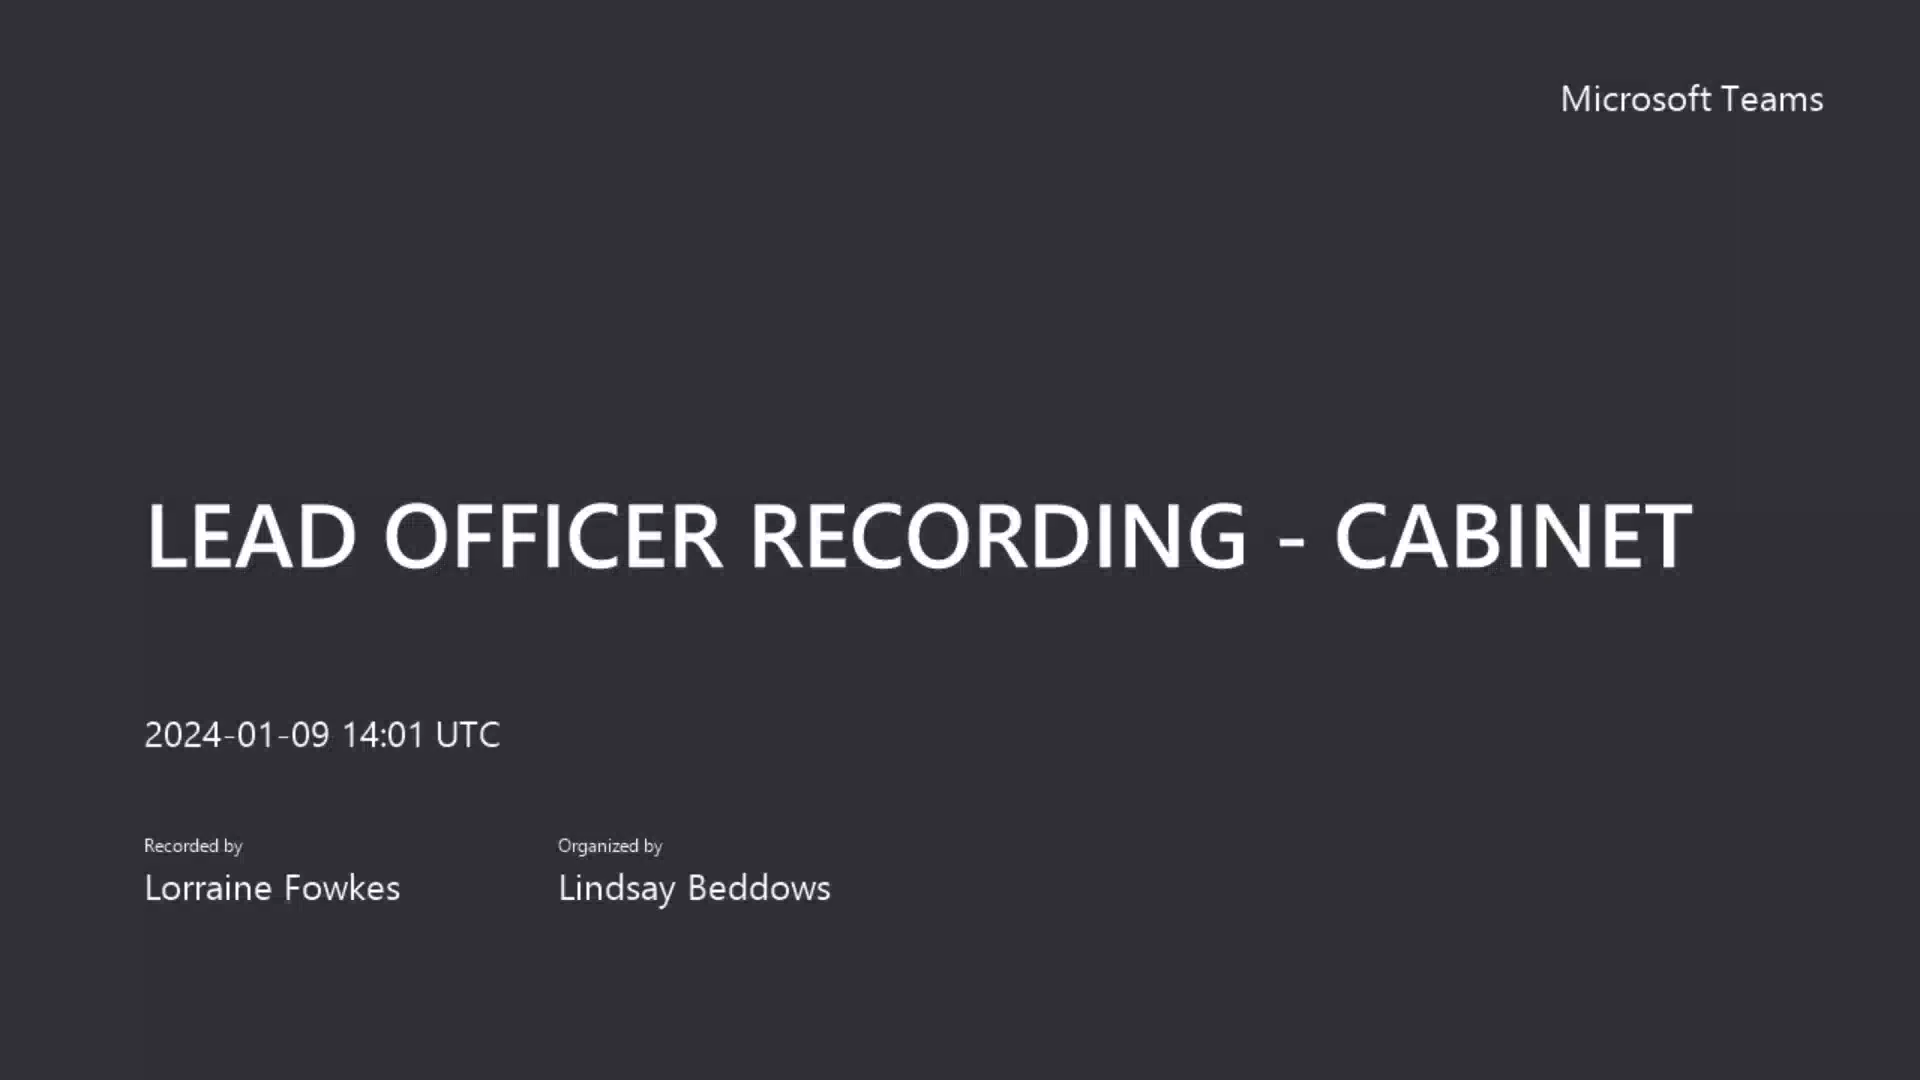 Microsoft Teams
LEAD OFFICER RECORDING - CABINET
2024-01-09 14:01 UTC
Recorded by
Organized by
Lorraine Fowkes
Lindsay Beddows